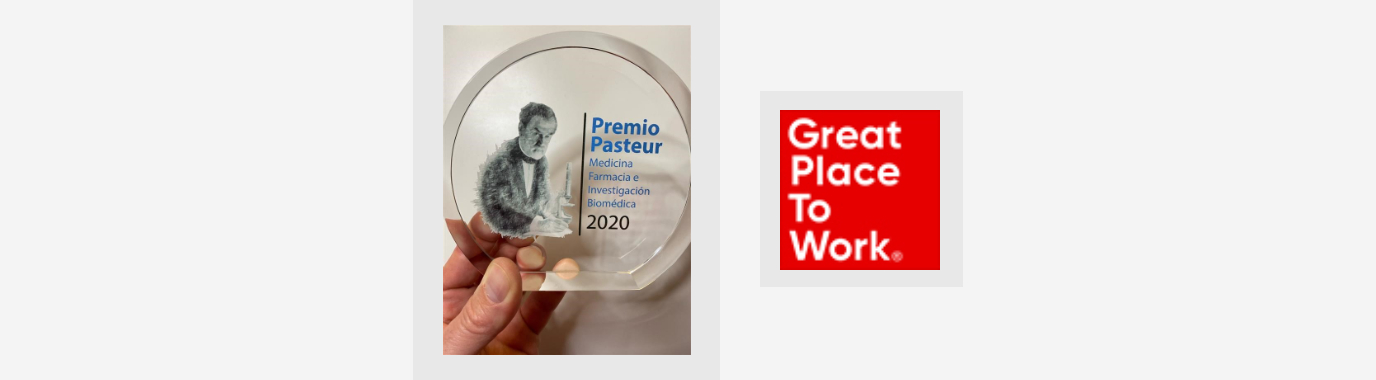 Premio
Pasteur
Medicina
Farmacia e
Investigación
Biomédica
2020
Great
Place
To
Work®